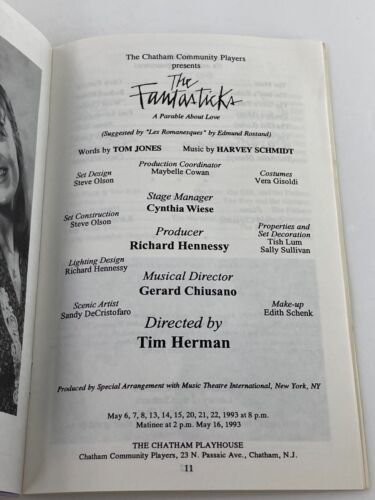 The Chatham Community Players
presents
The
Fantasticks
A Parable About Love
(Suggested by "Les Romanesques" by Edmund Rostand)
Words by TOM JONES Music by HARVEY SCHMIDT
Production Coordinator
Maybelle Cowan
Set Design
Steve Olson
Costumes
Vera Gisoldi
Stage Manager
Cynthia Wiese
Set Construction
Steve Olson
Producer
Richard Hennessy
Properties and
Set Decoration
Tish Lum
Sally Sullivan
Lighting Design
Richard Hennessy
Musical Director
Gerard Chiusano
Scenic Artist
Sandy DeCristofaro
Make-up
Edith Schenk
Directed by
Tim Herman
Produced by Special Arrangement with Music Theatre International, New York, NY
May 6, 7, 8, 13, 14, 15, 20, 21, 22, 1993 at 8 p.m.
Matinee at 2 p.m. May 16, 1993
THE CHATHAM PLAYHOUSE
Chatham Community Players, 23 N. Passaic Ave., Chatham, N.J.
11